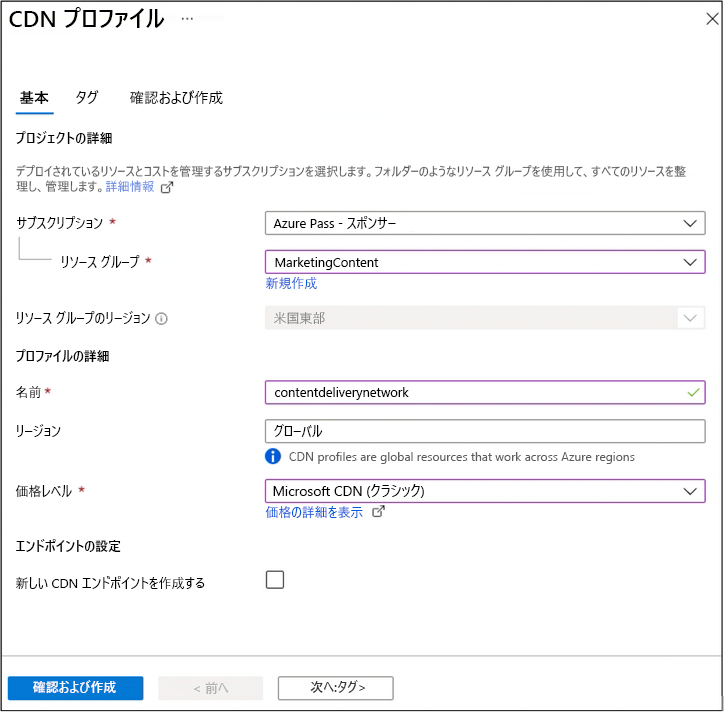 CDN プロファイル ...
基本 タグ 確認および作成
プロジェクトの詳細
デプロイされているリソースとコストを管理するサブスクリプションを選択します。フォルダーのようなリソース グループを使用して、すべてのリソースを整
理し、管理します。詳細情報
サブスクリプション * Azure Pass - スポンサー
リソース グループ * MarketingContent
新規作成
リソース グループのリージョン 米国東部
プロファイルの詳細
名前 * contentdeliverynetwork
リージョン グローバル
CDN profiles are global resources that work across Azure regions
価格レベル * Microsoft CDN (クラシック)
価格の詳細を表示
エンドポイントの設定
新しい CDN エンドポイントを作成する
確認および作成 < 前へ 次へ:タグ>